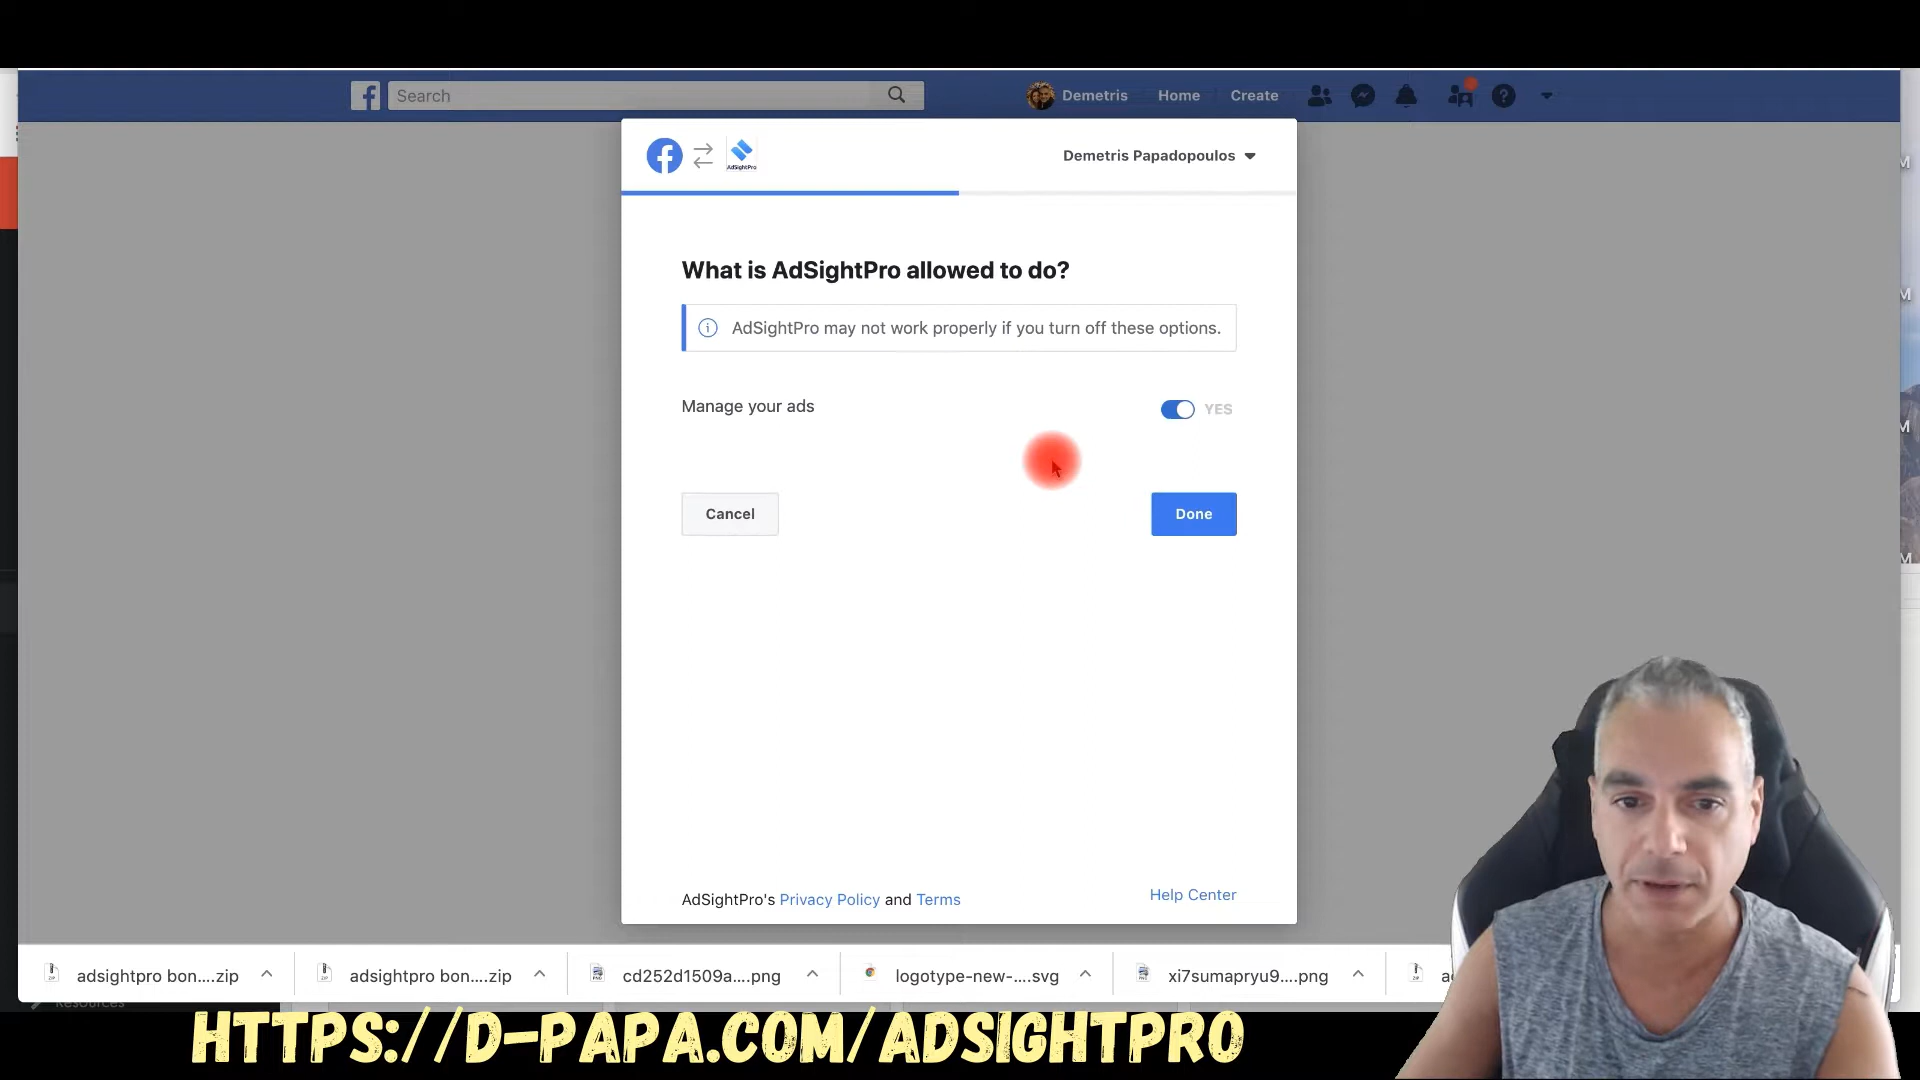 Search
Demetris
Home
Create
AdSightPro
Demetris Papadopoulos
What is AdSightPro allowed to do?
AdSightPro may not work properly if you turn off these options.
Manage your ads
YES
Cancel
Done
AdSightPro's Privacy Policy and Terms
Help Center
adsightpro bon....zip
adsightpro bon....zip
cd252d1509a....png
logotype-new-....svg
xi7sumapryu9....png
Resources
HTTPS://D-PAPA.COM/ADSIGHTPRO